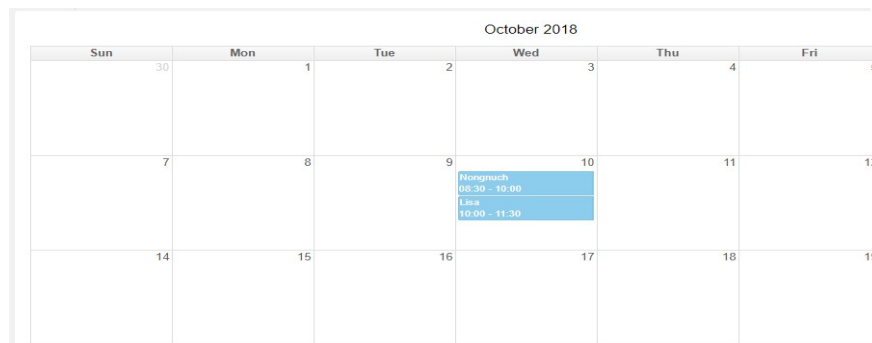 October 2018
Sun Mon Tue Wed Thu Fri
30 1 2 3 4
7 8 9 10 11
Nongnuch
08:30 - 10:00
Lisa
10:00 - 11:30
14 15 16 17 18